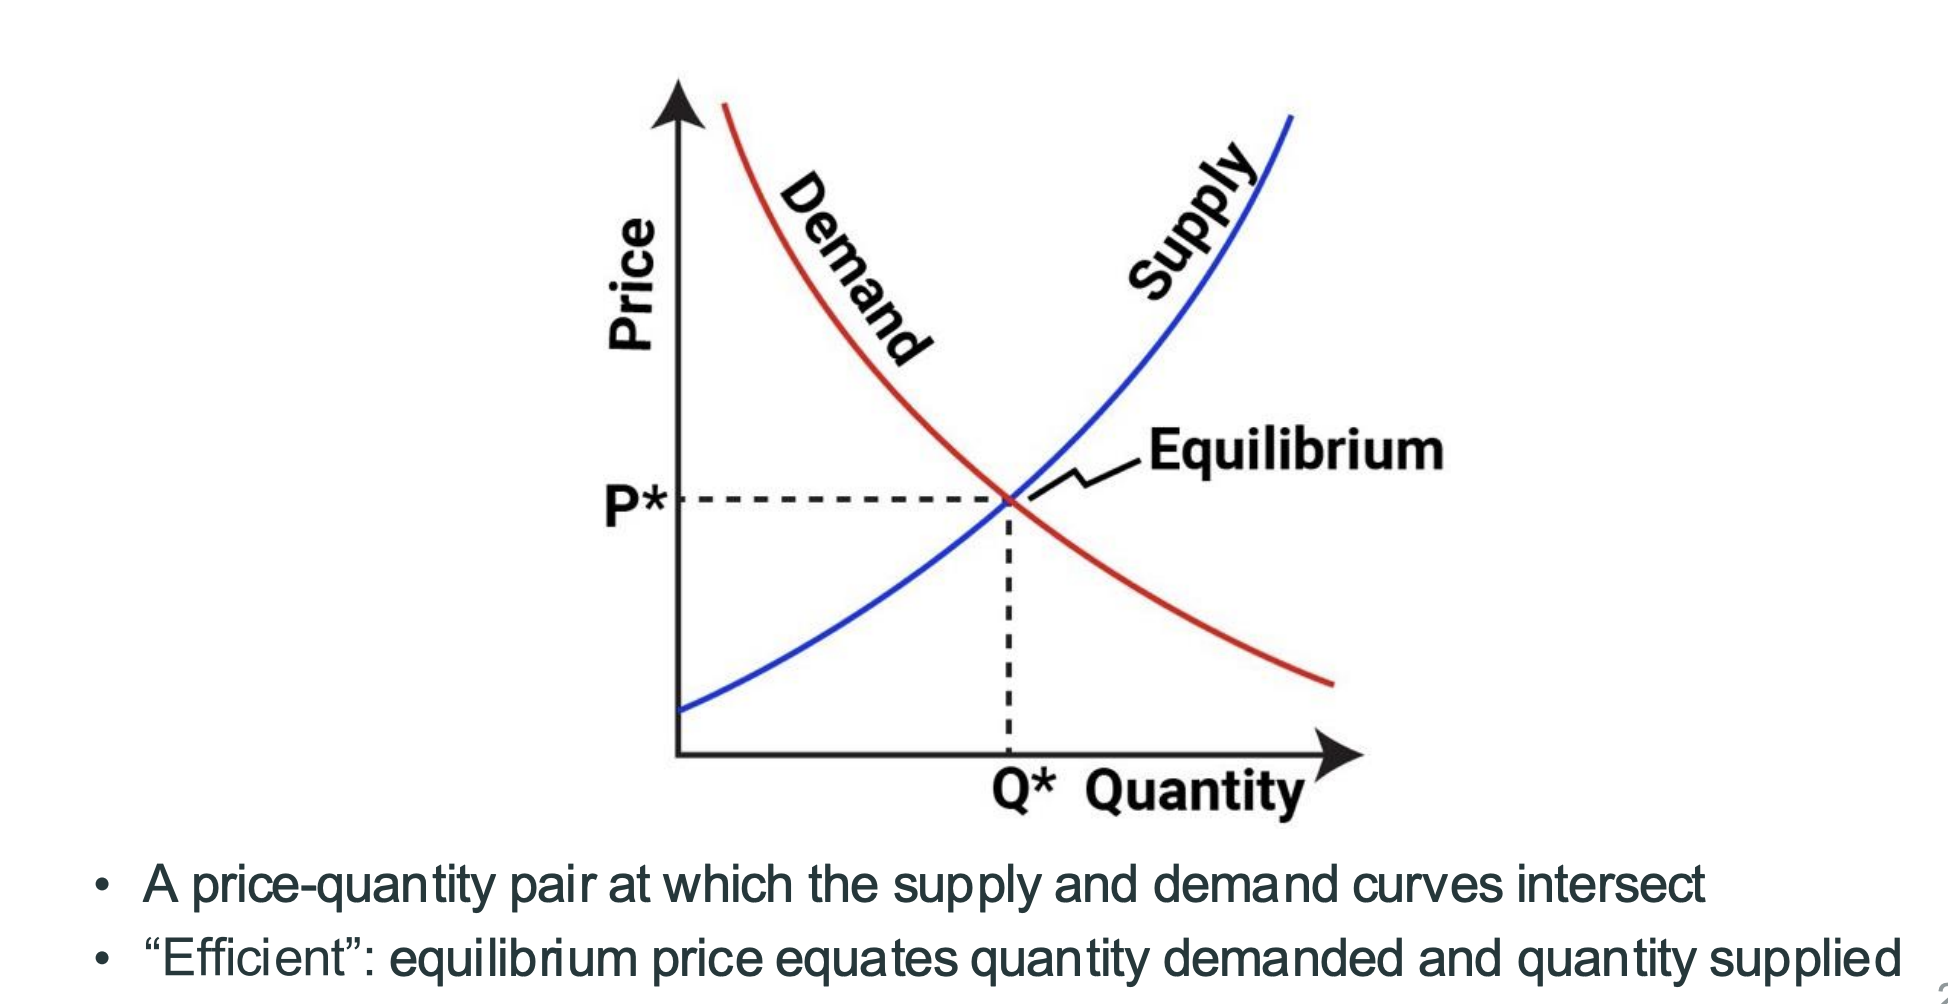 Demand
Supply
Price
Equilibrium
P*
Q* Quantity
• A price-quantity pair at which the supply and demand curves intersect
• “Efficient”: equilibrium price equates quantity demanded and quantity supplied